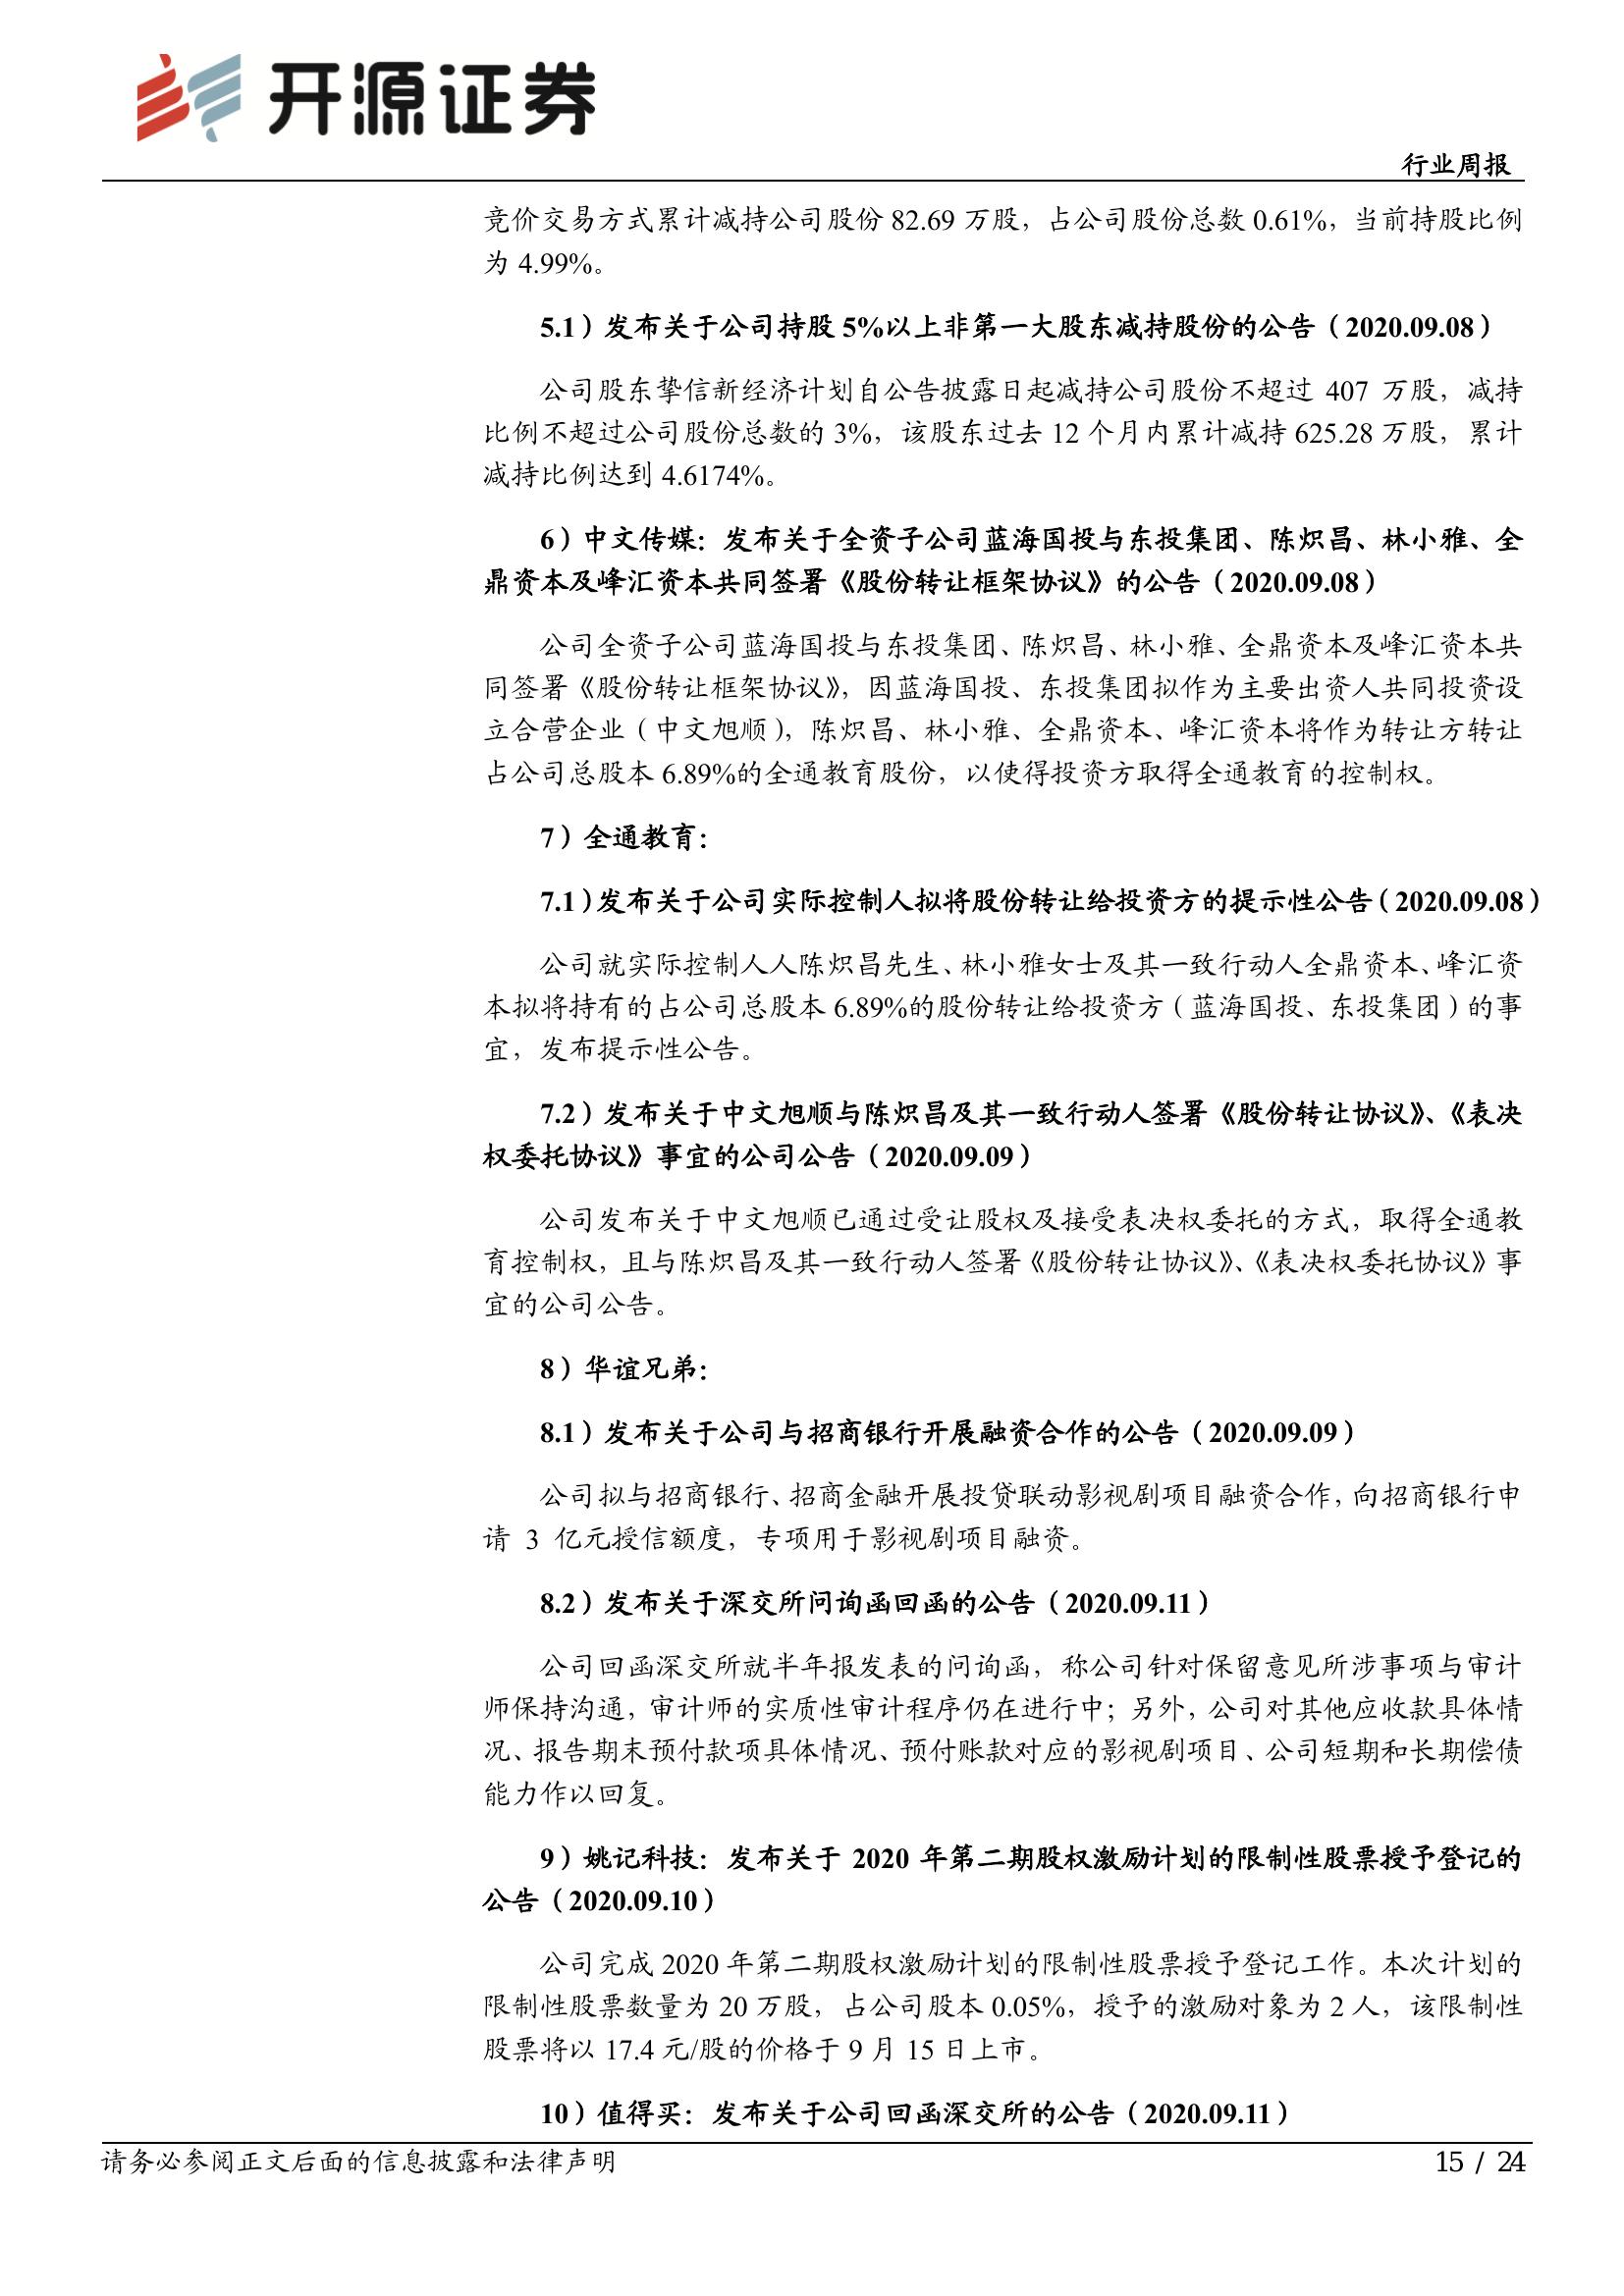 开源证券
行业周报
竞价交易方式累计减持公司股份 82.69 万股，占公司股份总数 0.61%，当前持股比例
为 4.99%。
5.1）发布关于公司持股 5%以上非第一大股东减持股份的公告（2020.09.08）
公司股东挚信新经济计划自公告披露日起减持公司股份不超过 407 万股，减持
比例不超过公司股份总数的 3%，该股东过去 12 个月内累计减持 625.28 万股，累计
减持比例达到 4.6174%。
6）中文传媒：发布关于全资子公司蓝海国投与东投集团、陈炽昌、林小雅、全
鼎资本及峰汇资本共同签署《股份转让框架协议》的公告（2020.09.08）
公司全资子公司蓝海国投与东投集团、陈炽昌、林小雅、全鼎资本及峰汇资本共
同签署《股份转让框架协议》，因蓝海国投、东投集团拟作为主要出资人共同投资设
立合营企业（中文旭顺），陈炽昌、林小雅、全鼎资本、峰汇资本将作为转让方转让
占公司总股本 6.89%的全通教育股份，以使得投资方取得全通教育的控制权。
7）全通教育：
7.1）发布关于公司实际控制人拟将股份转让给投资方的提示性公告（2020.09.08）
公司就实际控制人人陈炽昌先生、林小雅女士及其一致行动人全鼎资本、峰汇资
本拟将持有的占公司总股本 6.89%的股份转让给投资方（蓝海国投、东投集团）的事
宜，发布提示性公告。
7.2）发布关于中文旭顺与陈炽昌及其一致行动人签署《股份转让协议》、《表决
权委托协议》事宜的公司公告（2020.09.09）
公司发布关于中文旭顺已通过受让股权及接受表决权委托的方式，取得全通教
育控制权，且与陈炽昌及其一致行动人签署《股份转让协议》、《表决权委托协议》事
宜的公司公告。
8）华谊兄弟：
8.1）发布关于公司与招商银行开展融资合作的公告（2020.09.09）
公司拟与招商银行、招商金融开展投贷联动影视剧项目融资合作，向招商银行申
请 3 亿元授信额度，专项用于影视剧项目融资。
8.2）发布关于深交所问询函回函的公告（2020.09.11）
公司回函深交所就半年报发表的问询函，称公司针对保留意见所涉事项与审计
师保持沟通，审计师的实质性审计程序仍在进行中；另外，公司对其他应收款具体情
况、报告期末预付款项具体情况、预付账款对应的影视剧项目、公司短期和长期偿债
能力作以回复。
9）姚记科技：发布关于 2020 年第二期股权激励计划的限制性股票授予登记的
公告（2020.09.10）
公司完成 2020 年第二期股权激励计划的限制性股票授予登记工作。本次计划的
限制性股票数量为 20 万股，占公司股本 0.05%，授予的激励对象为 2 人，该限制性
股票将以 17.4 元/股的价格于 9 月 15 日上市。
10）值得买：发布关于公司回函深交所的公告（2020.09.11）
请务必参阅正文后面的信息披露和法律声明
15 / 24